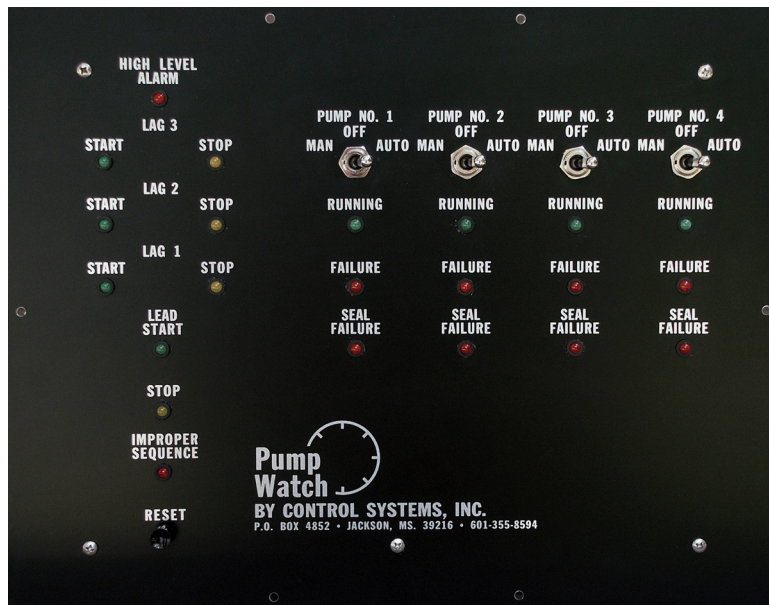 HIGH LEVEL
ALARM
LAG 3
START STOP
LAG 2
START STOP
LAG 1
START STOP
LEAD
START
STOP
IMPROPER
SEQUENCE
RESET
PUMP NO. 1 PUMP NO. 2 PUMP NO. 3 PUMP NO. 4
OFF OFF OFF OFF
MAN AUTO MAN AUTO MAN AUTO MAN AUTO
RUNNING RUNNING RUNNING RUNNING
FAILURE FAILURE FAILURE FAILURE
SEAL SEAL SEAL SEAL
FAILURE FAILURE FAILURE FAILURE
Pump
Watch
BY CONTROL SYSTEMS, INC.
P.O. BOX 4852 • JACKSON, MS. 39216 • 601-355-8594